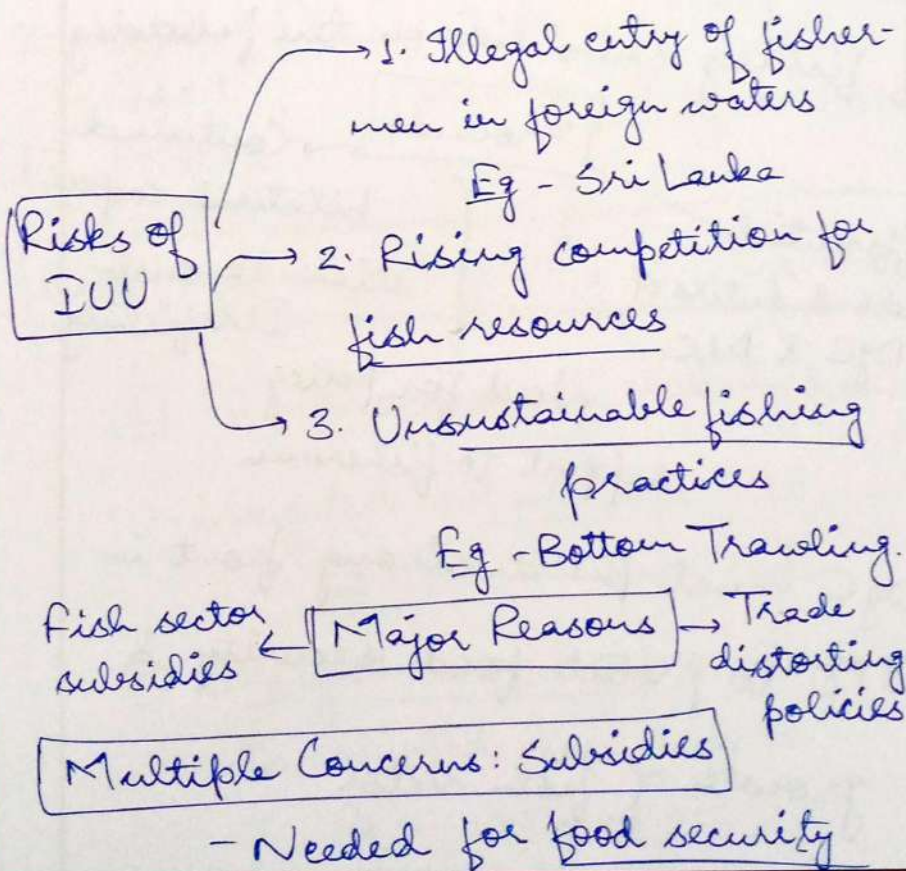 1. Illegal entry of fisher-
men in foreign waters
Eg - Sri Lanka
Risks of
IUU
2. Rising competition for
fish resources
3. Unsustainable fishing
practices
Eg - Bottom Trawling.
Fish sector
subsidies
Major Reasons
Trade
distorting
policies
Multiple Concerns: Subsidies
- Needed for food security